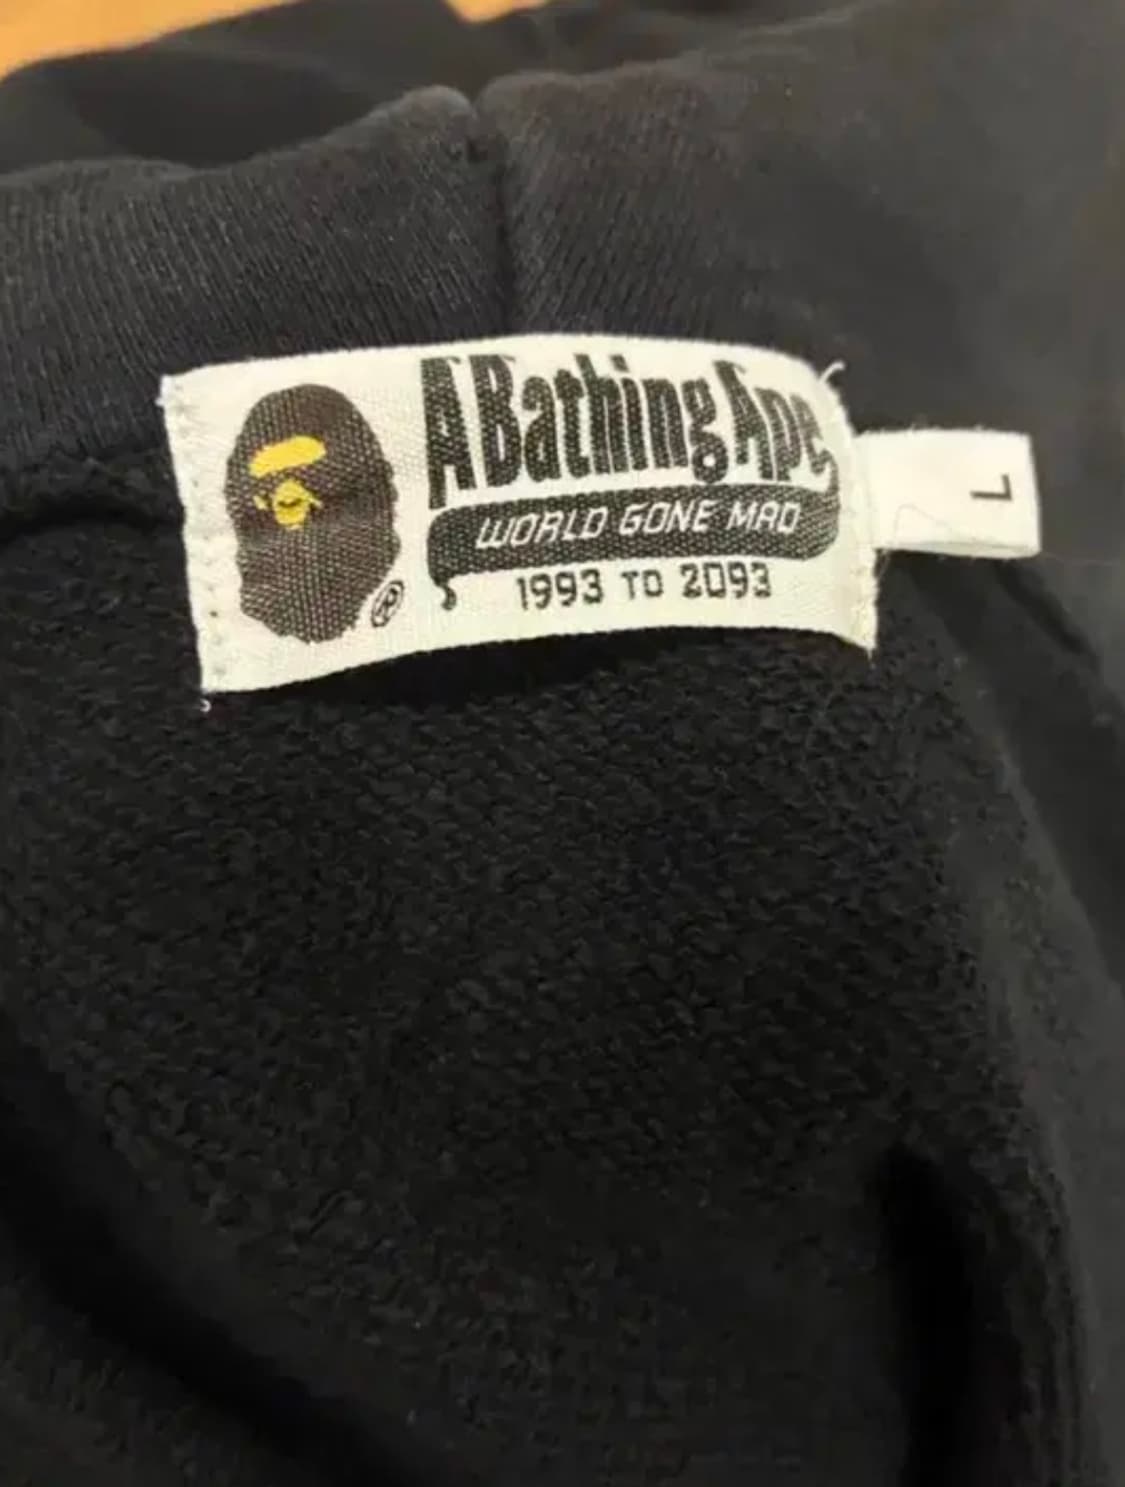 A Bathing Ape
WORLD GONE MAD
1993 TO 2093
®
L